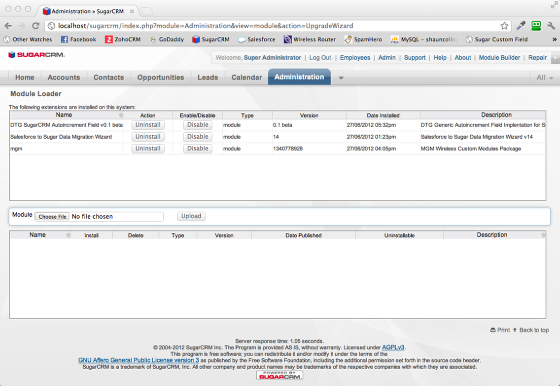 Administration » SugarCRM
localhost/sugarcrm/index.php?module=Administration&view=module&action=UpgradeWizard
Other Watches Facebook ZohoCRM GoDaddy SugarCRM Salesforce Wireless Router SpamHero MySQL – shauncollo... Sugar Custom Field
SUGARCRM. Welcome, Super Administrator [ Log Out ] Employees | Admin | Support | Help | About | Module Builder | Repair
Home Accounts Contacts Opportunities Leads Calendar Administration All
Module Loader
The following extensions are installed on this system:
Name Action Enable/Disable Type Version Date Installed Description
DTG SugarCRM AutoIncrement Field v0.1 beta Uninstall Disable module 0.1 beta 27/06/2012 05:32pm DTG Generic AutoIncrement Field Implantation for S
Salesforce to Sugar Data Migration Wizard Uninstall Disable module 14 27/06/2012 01:23pm Salesforce to Sugar Data Migration Wizard v14
mgm Uninstall Disable module 1340778928 27/06/2012 04:05pm MGM Wireless Custom Modules Package
Module Choose File No file chosen Upload
Name Install Delete Type Version Date Published Uninstallable Description
Print Back to top
Server response time: 1.05 seconds.
© 2004-2012 SugarCRM Inc. The Program is provided AS IS, without warranty. Licensed under AGPLv3.
This program is free software; you can redistribute it and/or modify it under the terms of the
GNU Affero General Public License version 3 as published by the Free Software Foundation, including the additional permission set forth in the source code header.
SugarCRM is a trademark of SugarCRM, Inc. All other company and product names may be trademarks of the respective companies with which they are associated.
POWERED BY
SUGARCRM